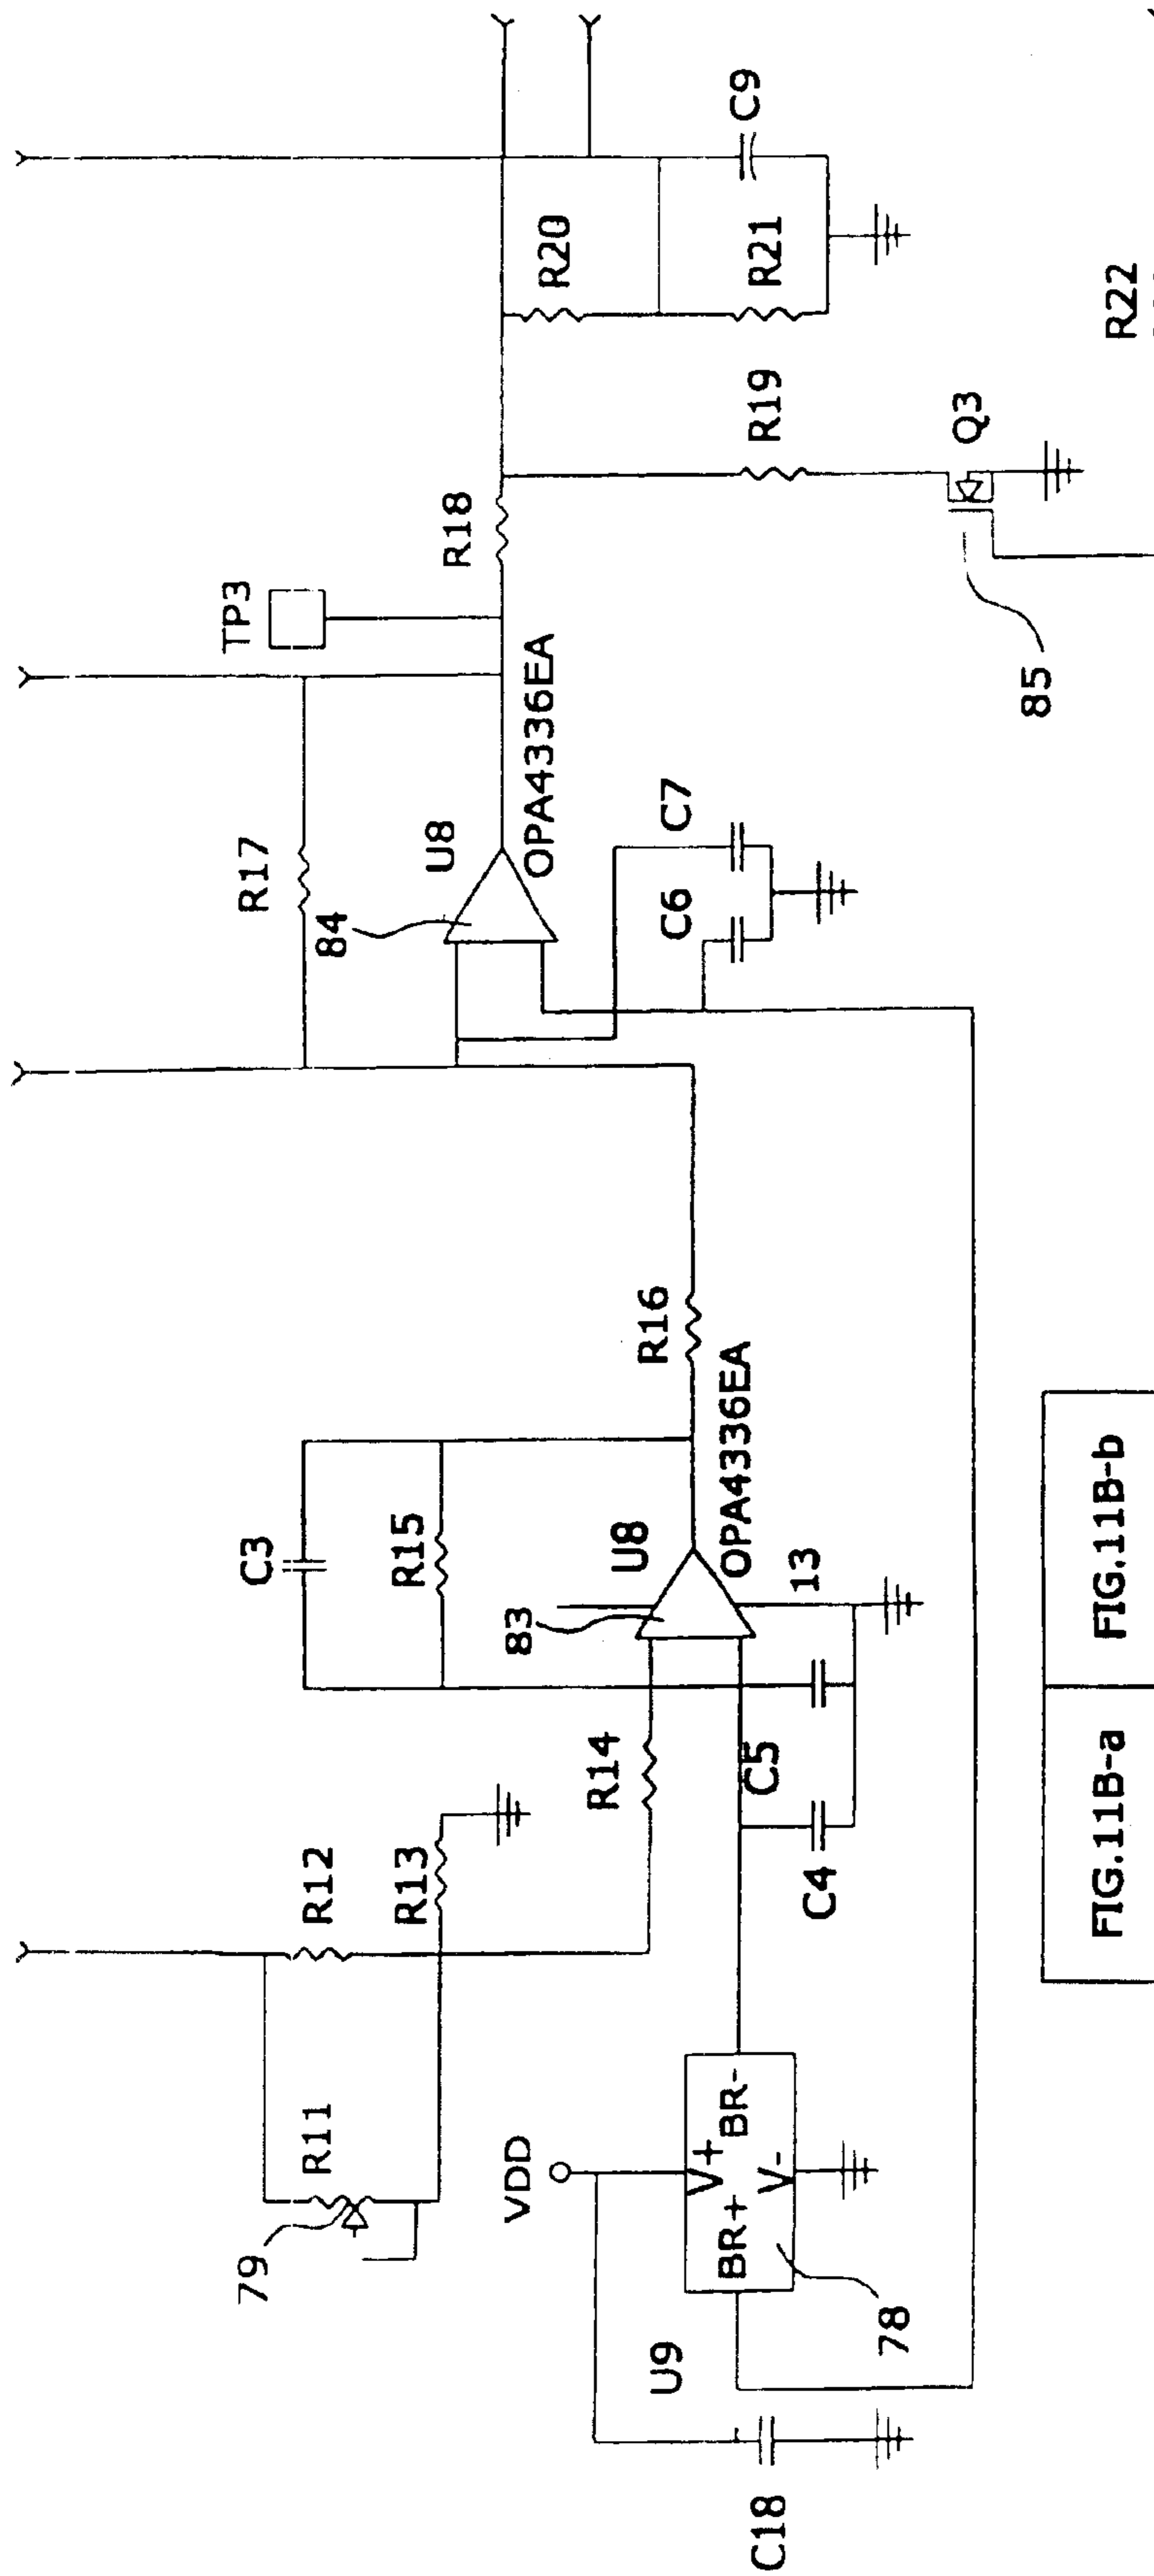 79
R11
R12
R13
C3
R15
R17
TP3
R14
83
U8
OPA4336EA
13
R16
84
U8
OPA4336EA
R18
R20
R21
C9
R19
C6
C7
Q3
85
R22
VDD
U9
V+
BR+
BR-
V-
78
C18
C4
C5
FIG.11B-a
FIG.11B-b